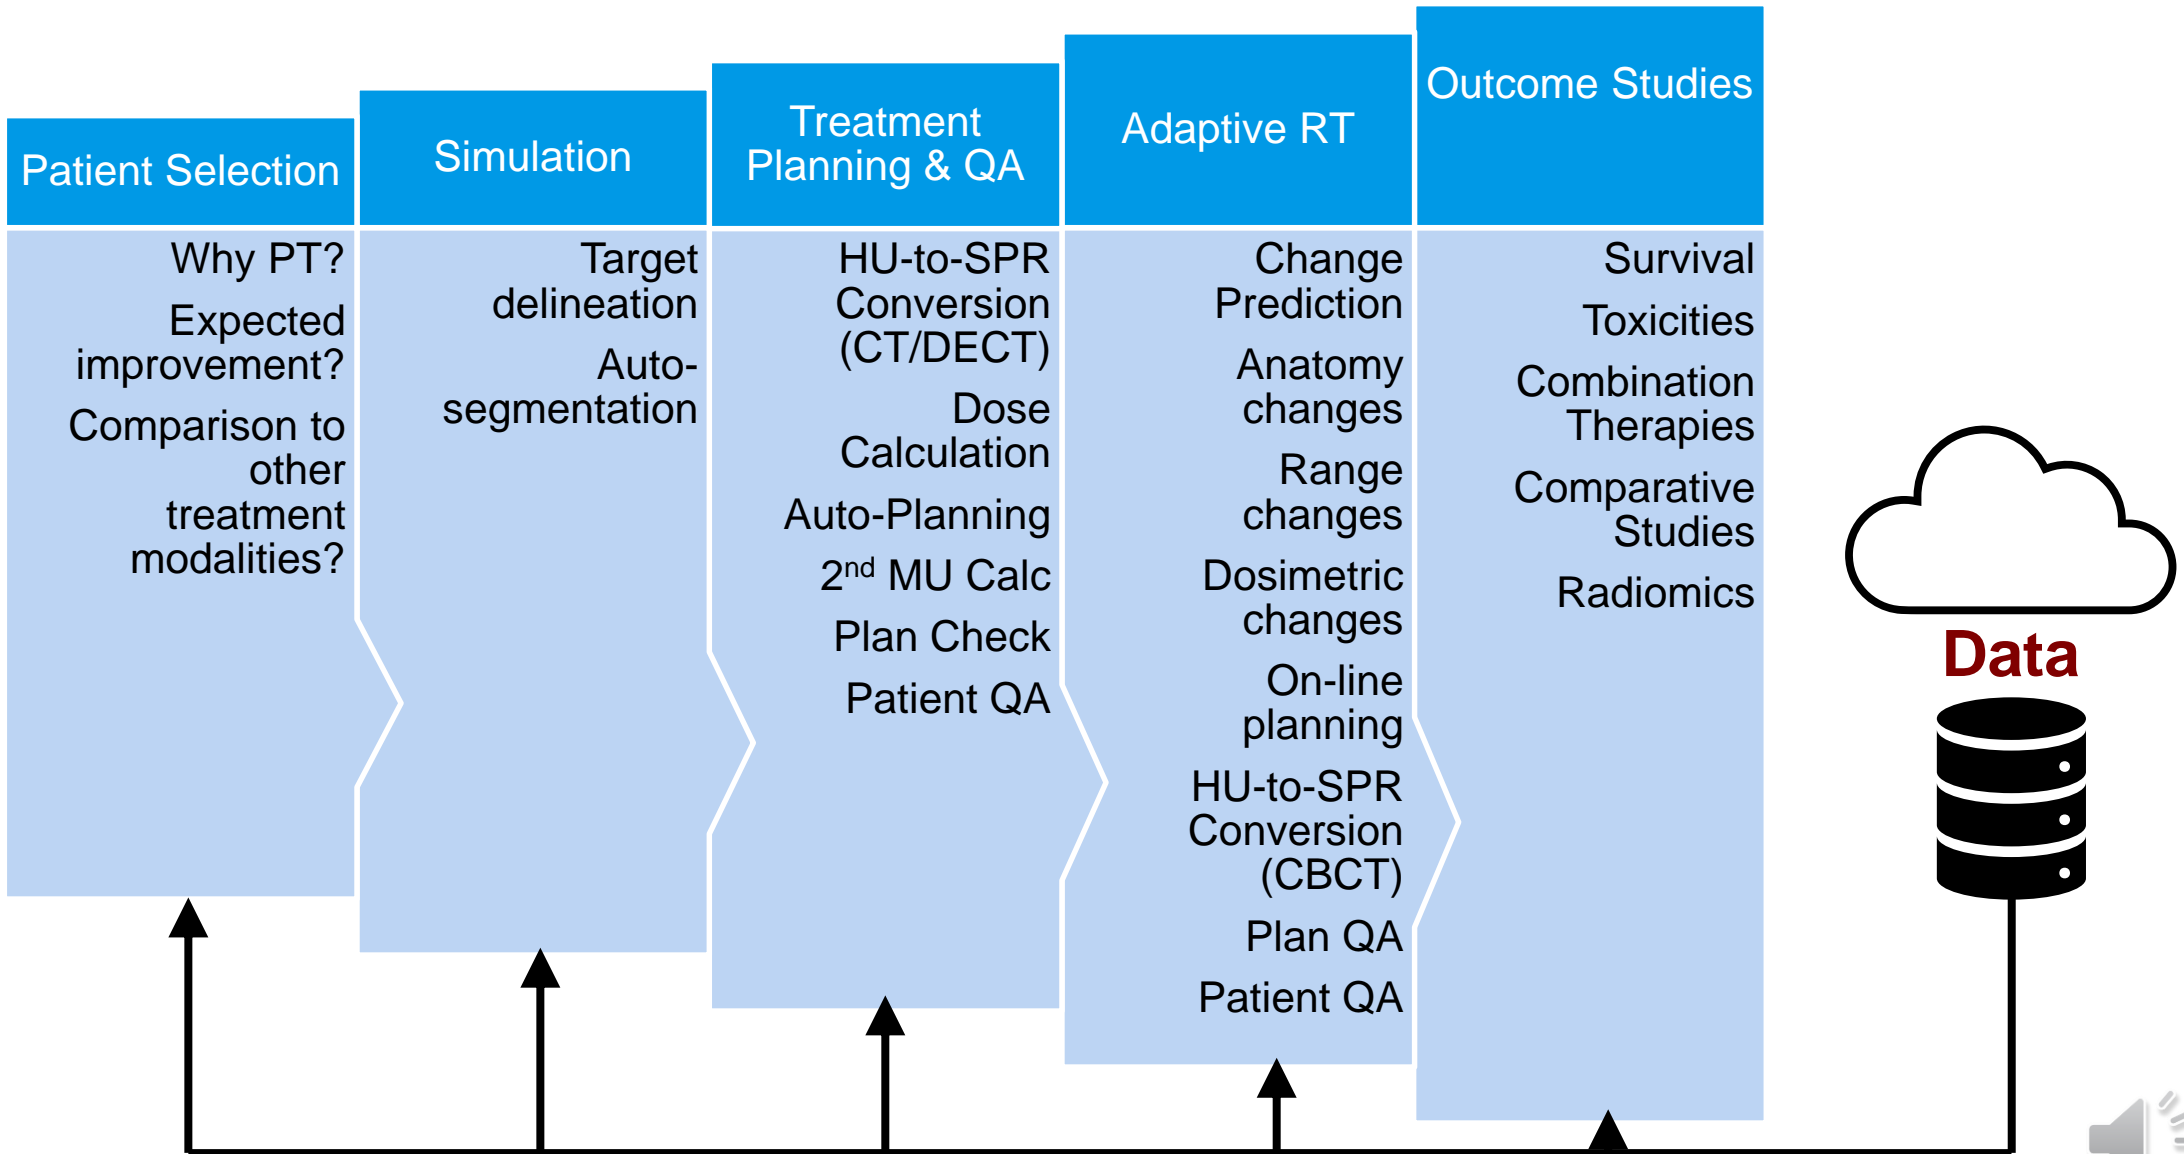 Patient Selection
Why PT?
Expected
improvement?
Comparison to
other
treatment
modalities?
Simulation
Target
delineation
Auto-
segmentation
Treatment
Planning & QA
HU-to-SPR
Conversion
(CT/DECT)
Dose
Calculation
Auto-Planning
2nd MU Calc
Plan Check
Patient QA
Adaptive RT
Change
Prediction
Anatomy
changes
Range
changes
Dosimetric
changes
On-line
planning
HU-to-SPR
Conversion
(CBCT)
Plan QA
Patient QA
Outcome Studies
Survival
Toxicities
Combination
Therapies
Comparative
Studies
Radiomics
Data